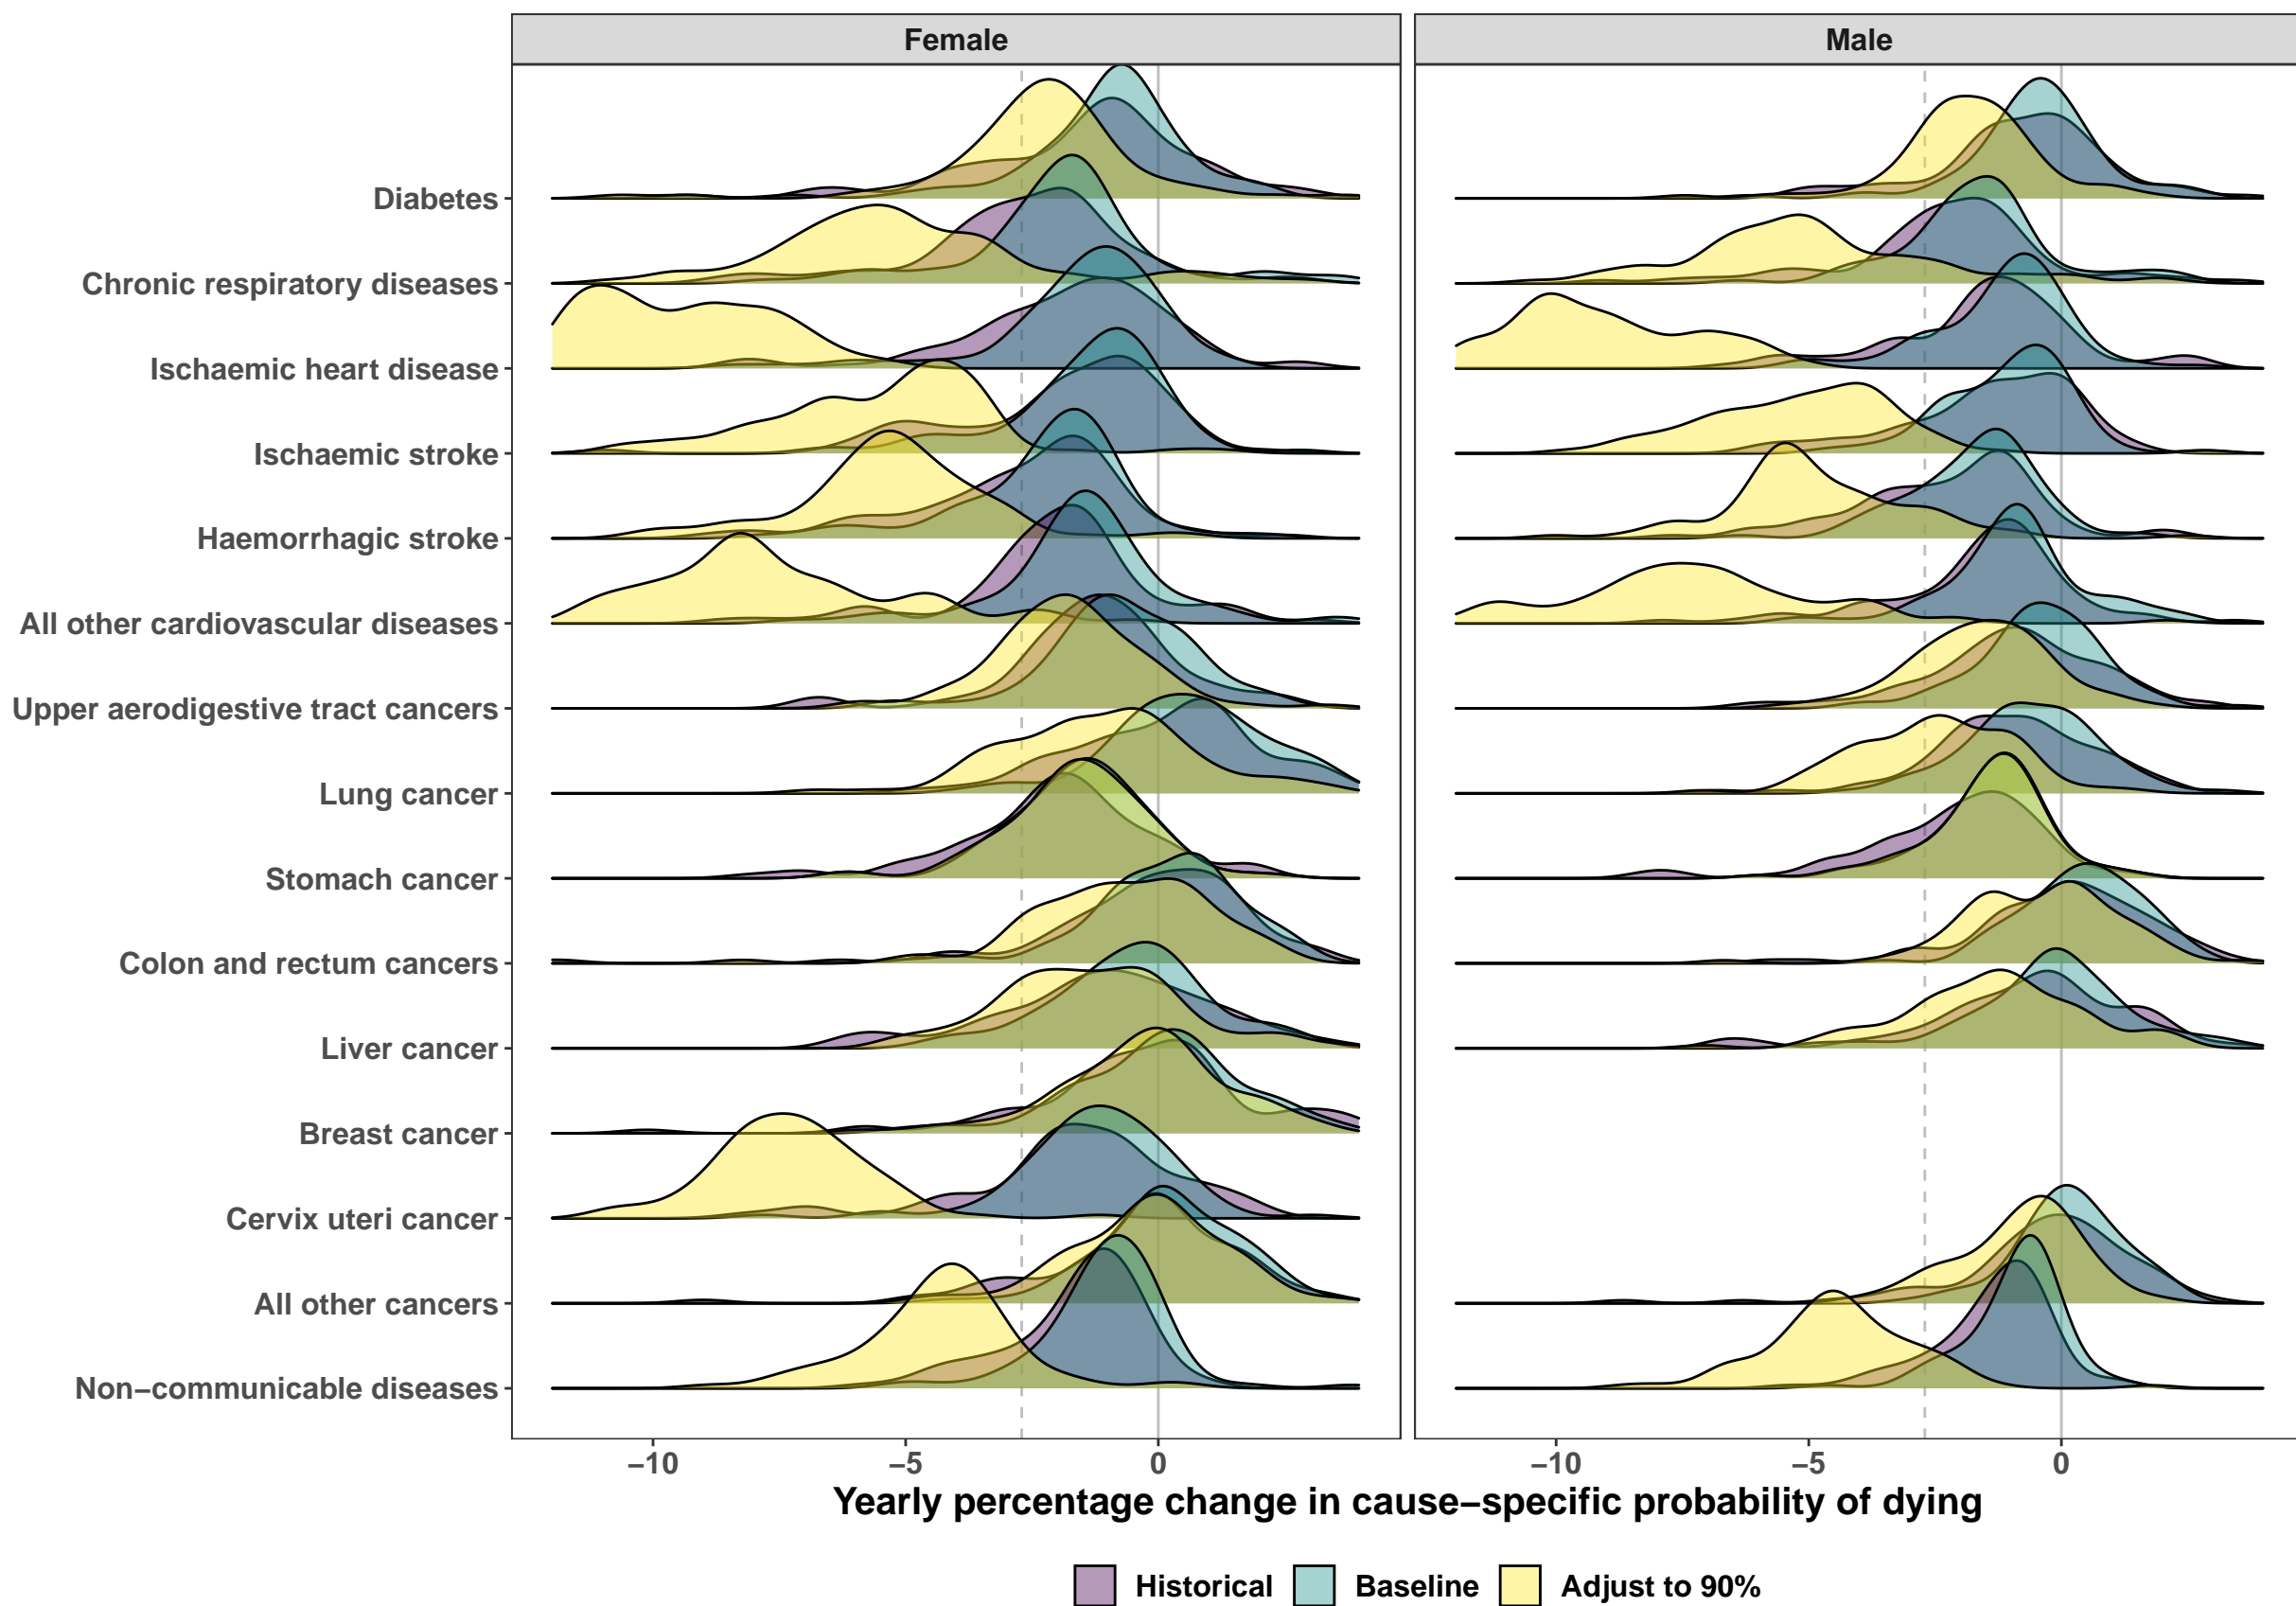 Female Male
Diabetes
Chronic respiratory diseases
Ischaemic heart disease
Ischaemic stroke
Haemorrhagic stroke
All other cardiovascular diseases
Upper aerodigestive tract cancers
Lung cancer
Stomach cancer
Colon and rectum cancers
Liver cancer
Breast cancer
Cervix uteri cancer
All other cancers
Non−communicable diseases
−10 −5 0 −10 −5 0
Yearly percentage change in cause−specific probability of dying
Historical Baseline Adjust to 90%